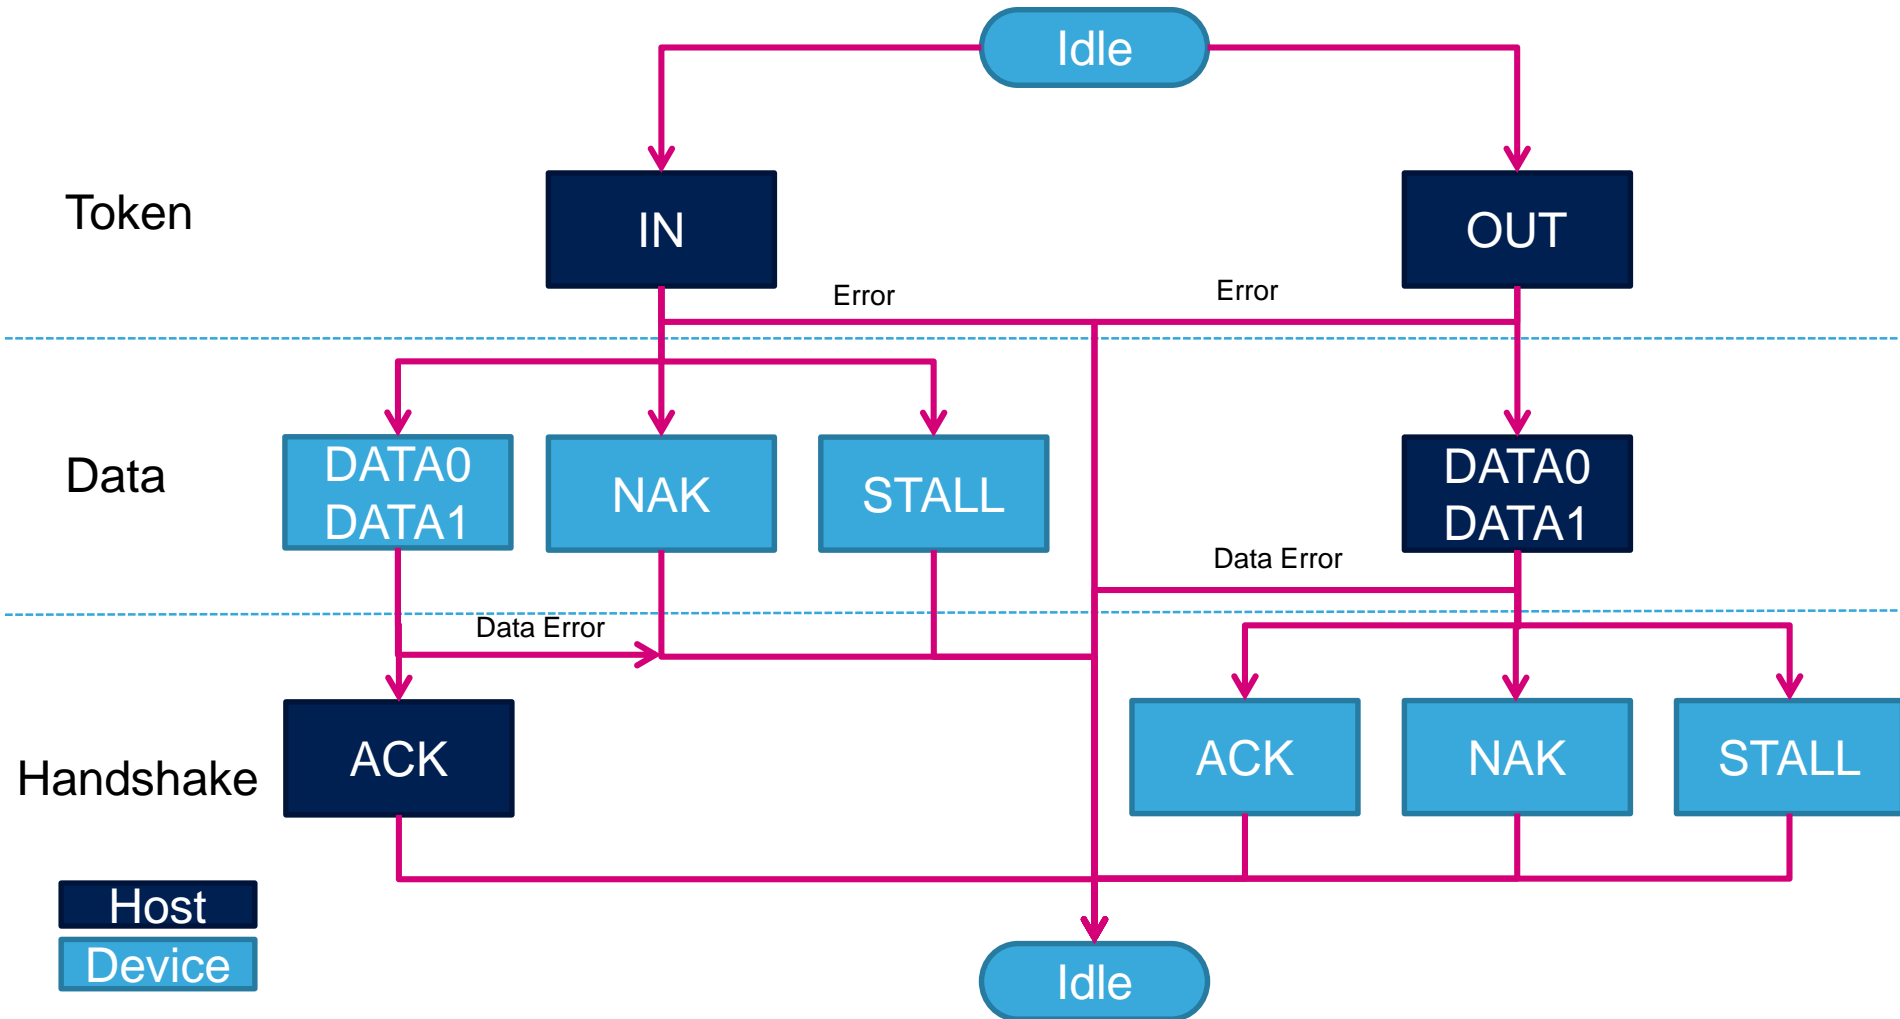 Idle
Token
IN
OUT
Error
Error
Data
DATA0
DATA1
NAK
STALL
DATA0
DATA1
Data Error
Data Error
Handshake
ACK
ACK
NAK
STALL
Host
Device
Idle